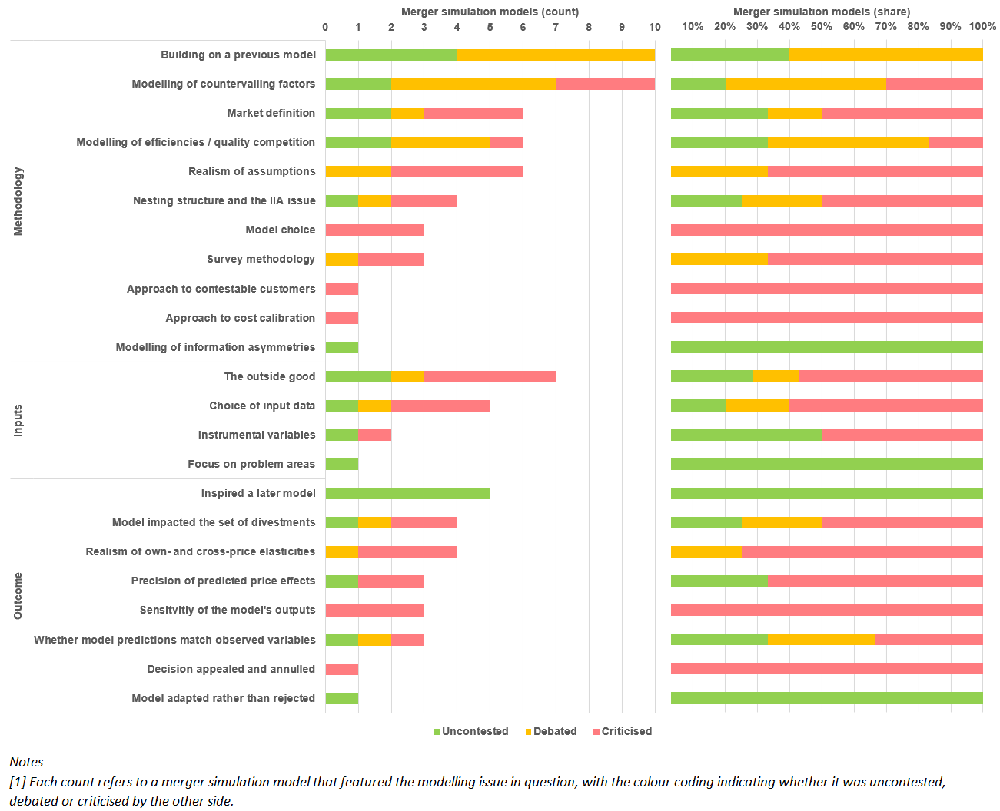 Merger simulation models (count)
0 1 2 3 4 5 6 7 8 9 10
Merger simulation models (share)
10% 20% 30% 40% 50% 60% 70% 80% 90% 100%
Methodology
Building on a previous model
Modelling of countervailing factors
Market definition
Modelling of efficiencies / quality competition
Realism of assumptions
Nesting structure and the IIA issue
Model choice
Survey methodology
Approach to contestable customers
Approach to cost calibration
Modelling of information asymmetries
Inputs
The outside good
Choice of input data
Instrumental variables
Focus on problem areas
Outcome
Inspired a later model
Model impacted the set of divestments
Realism of own- and cross-price elasticities
Precision of predicted price effects
Sensitvitiy of the model's outputs
Whether model predictions match observed variables
Decision appealed and annulled
Model adapted rather than rejected
Uncontested Debated Criticised
Notes
[1] Each count refers to a merger simulation model that featured the modelling issue in question, with the colour coding indicating whether it was uncontested,
debated or criticised by the other side.